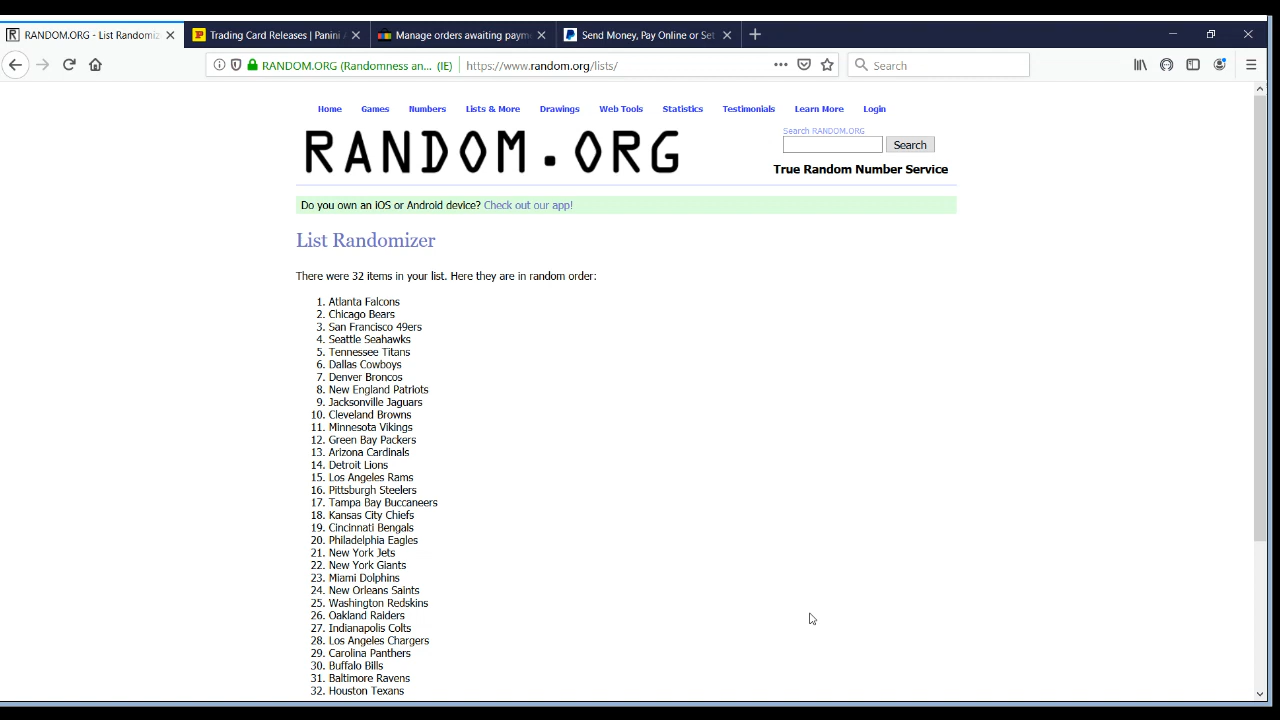 RANDOM.ORG - List Randomiz
Trading Card Releases | Panini A
Manage orders awaiting paym
Send Money, Pay Online or Set
RANDOM.ORG (Randomness an... (IE)
https://www.random.org/lists/
Search
Home Games Numbers Lists & More Drawings Web Tools Statistics Testimonials Learn More Login
RANDOM.ORG
Search RANDOM.ORG
Search
True Random Number Service
Do you own an iOS or Android device? Check out our app!
List Randomizer
There were 32 items in your list. Here they are in random order:
1. Atlanta Falcons
2. Chicago Bears
3. San Francisco 49ers
4. Seattle Seahawks
5. Tennessee Titans
6. Dallas Cowboys
7. Denver Broncos
8. New England Patriots
9. Jacksonville Jaguars
10. Cleveland Browns
11. Minnesota Vikings
12. Green Bay Packers
13. Arizona Cardinals
14. Detroit Lions
15. Los Angeles Rams
16. Pittsburgh Steelers
17. Tampa Bay Buccaneers
18. Kansas City Chiefs
19. Cincinnati Bengals
20. Philadelphia Eagles
21. New York Jets
22. New York Giants
23. Miami Dolphins
24. New Orleans Saints
25. Washington Redskins
26. Oakland Raiders
27. Indianapolis Colts
28. Los Angeles Chargers
29. Carolina Panthers
30. Buffalo Bills
31. Baltimore Ravens
32. Houston Texans